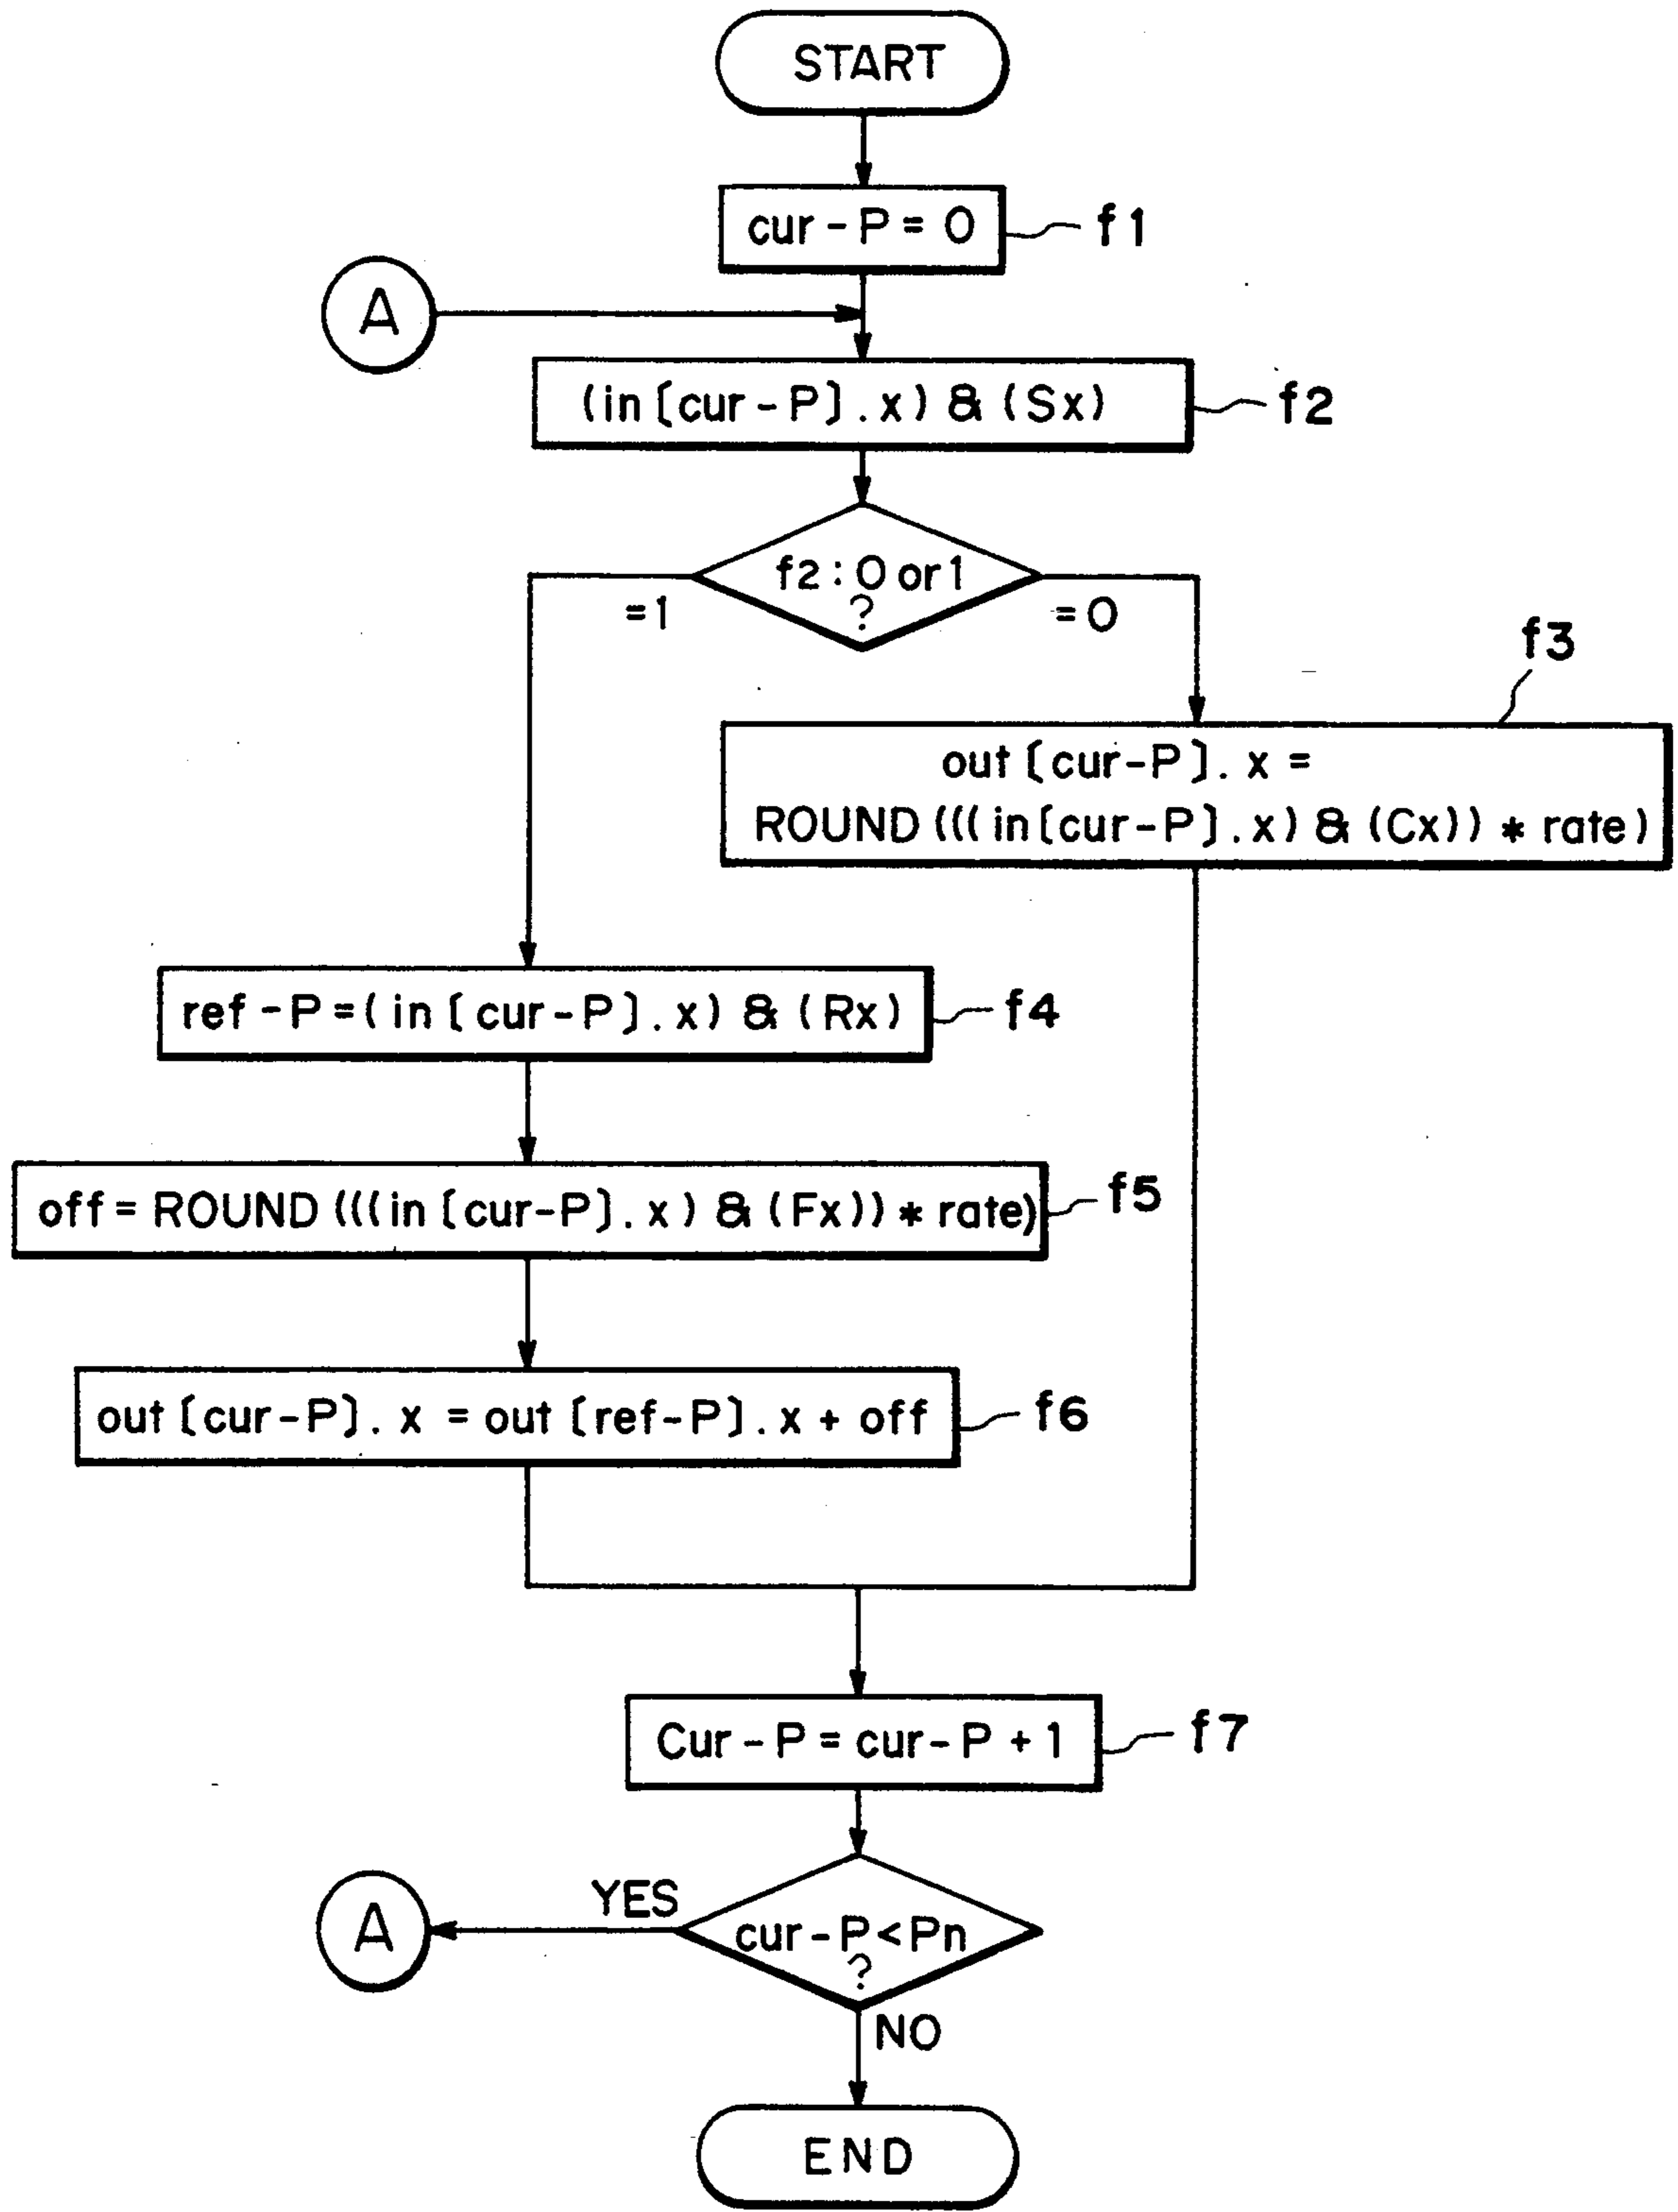 START
cur-P = 0
f1
A
(in[cur-P].x) & (Sx)
f2
f2 : 0 or 1
?
=1
=0
f3
out[cur-P].x =
ROUND (((in[cur-P].x) & (Cx)) * rate)
ref-P = (in[cur-P].x) & (Rx)
f4
off = ROUND (((in[cur-P].x) & (Fx)) * rate)
f5
out[cur-P].x = out[ref-P].x + off
f6
Cur-P = cur-P + 1
f7
YES
A
cur-P < Pn
?
NO
END